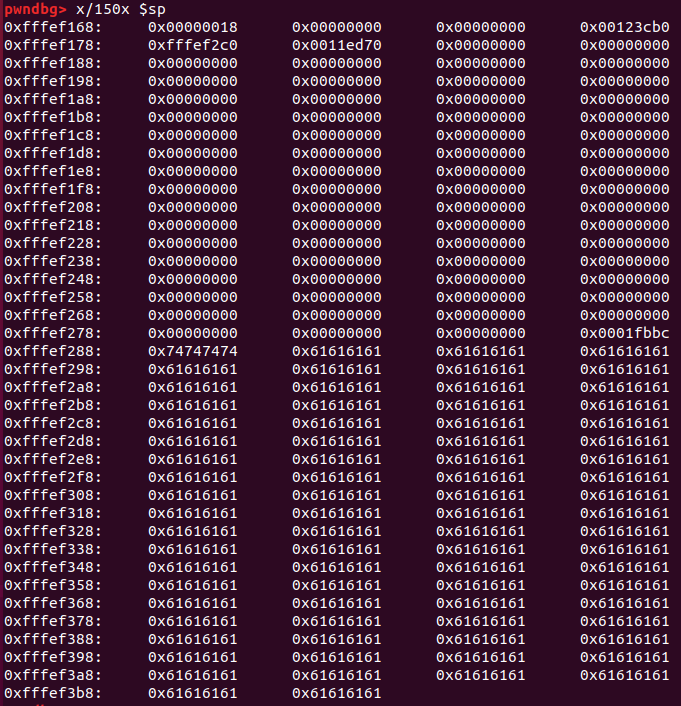 pwndbg> x/150x $sp
0xfffef168: 0x00000018 0x00000000 0x00000000 0x00123cb0
0xfffef178: 0xfffef2c0 0x0011ed70 0x00000000 0x00000000
0xfffef188: 0x00000000 0x00000000 0x00000000 0x00000000
0xfffef198: 0x00000000 0x00000000 0x00000000 0x00000000
0xfffef1a8: 0x00000000 0x00000000 0x00000000 0x00000000
0xfffef1b8: 0x00000000 0x00000000 0x00000000 0x00000000
0xfffef1c8: 0x00000000 0x00000000 0x00000000 0x00000000
0xfffef1d8: 0x00000000 0x00000000 0x00000000 0x00000000
0xfffef1e8: 0x00000000 0x00000000 0x00000000 0x00000000
0xfffef1f8: 0x00000000 0x00000000 0x00000000 0x00000000
0xfffef208: 0x00000000 0x00000000 0x00000000 0x00000000
0xfffef218: 0x00000000 0x00000000 0x00000000 0x00000000
0xfffef228: 0x00000000 0x00000000 0x00000000 0x00000000
0xfffef238: 0x00000000 0x00000000 0x00000000 0x00000000
0xfffef248: 0x00000000 0x00000000 0x00000000 0x00000000
0xfffef258: 0x00000000 0x00000000 0x00000000 0x00000000
0xfffef268: 0x00000000 0x00000000 0x00000000 0x00000000
0xfffef278: 0x00000000 0x00000000 0x00000000 0x0001fbbc
0xfffef288: 0x74747474 0x61616161 0x61616161 0x61616161
0xfffef298: 0x61616161 0x61616161 0x61616161 0x61616161
0xfffef2a8: 0x61616161 0x61616161 0x61616161 0x61616161
0xfffef2b8: 0x61616161 0x61616161 0x61616161 0x61616161
0xfffef2c8: 0x61616161 0x61616161 0x61616161 0x61616161
0xfffef2d8: 0x61616161 0x61616161 0x61616161 0x61616161
0xfffef2e8: 0x61616161 0x61616161 0x61616161 0x61616161
0xfffef2f8: 0x61616161 0x61616161 0x61616161 0x61616161
0xfffef308: 0x61616161 0x61616161 0x61616161 0x61616161
0xfffef318: 0x61616161 0x61616161 0x61616161 0x61616161
0xfffef328: 0x61616161 0x61616161 0x61616161 0x61616161
0xfffef338: 0x61616161 0x61616161 0x61616161 0x61616161
0xfffef348: 0x61616161 0x61616161 0x61616161 0x61616161
0xfffef358: 0x61616161 0x61616161 0x61616161 0x61616161
0xfffef368: 0x61616161 0x61616161 0x61616161 0x61616161
0xfffef378: 0x61616161 0x61616161 0x61616161 0x61616161
0xfffef388: 0x61616161 0x61616161 0x61616161 0x61616161
0xfffef398: 0x61616161 0x61616161 0x61616161 0x61616161
0xfffef3a8: 0x61616161 0x61616161 0x61616161 0x61616161
0xfffef3b8: 0x61616161 0x61616161